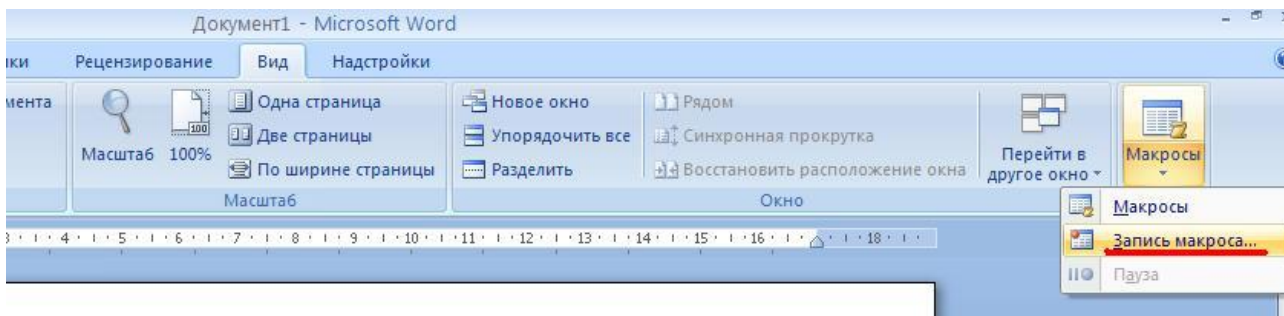 Документ1 - Microsoft Word
Рецензирование Вид Надстройки
Масштаб
100%
Одна страница
Две страницы
По ширине страницы
Масштаб
Новое окно
Упорядочить все
Разделить
Рядом
Синхронная прокрутка
Восстановить расположение окна
Перейти в
другое окно
Окно
Макросы
Макросы
Запись макроса...
Пауза
3 4 5 6 7 8 9 10 11 12 13 14 15 16 18